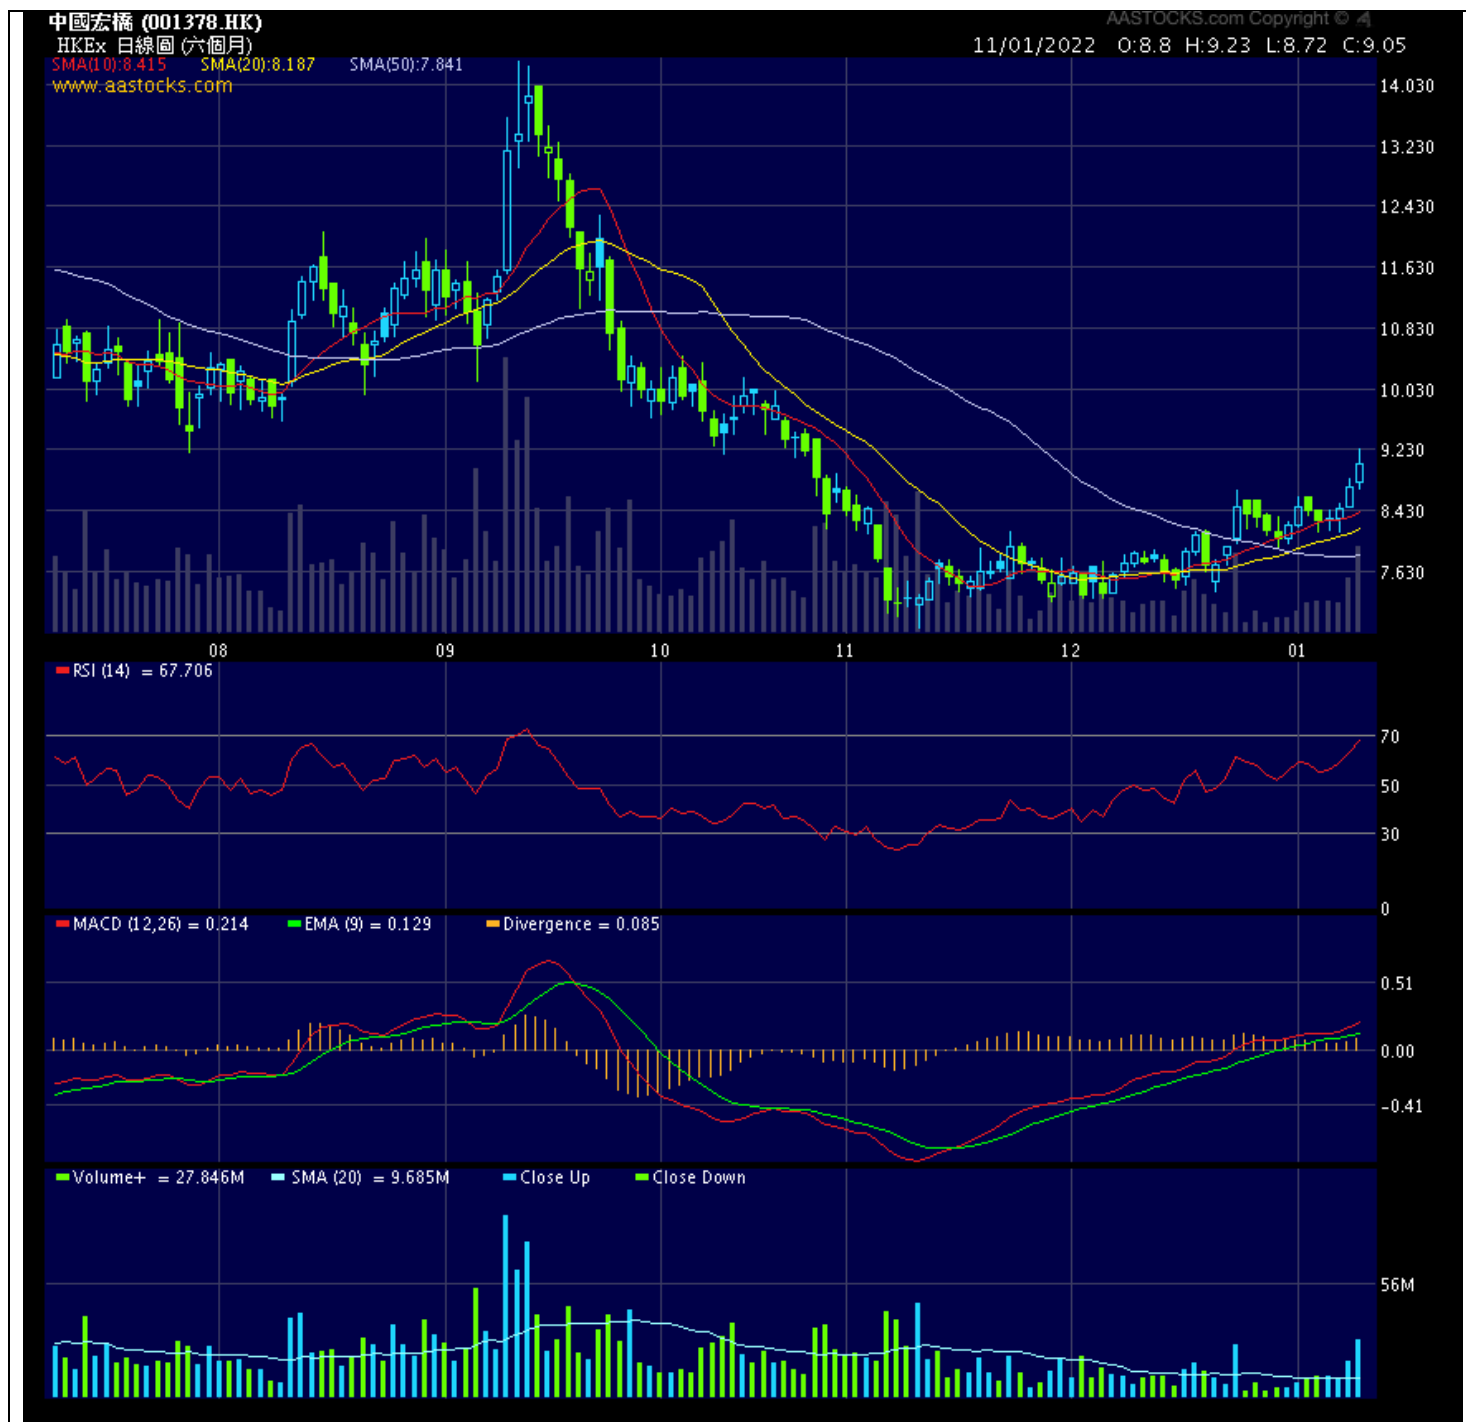 中國宏橋 (001378.HK)
AASTOCKS.com Copyright ©
HKEx 日線圖 (六個月)
11/01/2022 O:8.8 H:9.23 L:8.72 C:9.05
SMA(10):8.415 SMA(20):8.187 SMA(50):7.841
www.aastocks.com
14.030
13.230
12.430
11.630
10.830
10.030
9.230
8.430
7.630
08 09 10 11 12 01
RSI (14) = 67.706
70
50
30
0
MACD (12,26) = 0.214 EMA (9) = 0.129 Divergence = 0.085
0.51
0.00
-0.41
Volume+ = 27.846M SMA (20) = 9.685M Close Up Close Down
56M